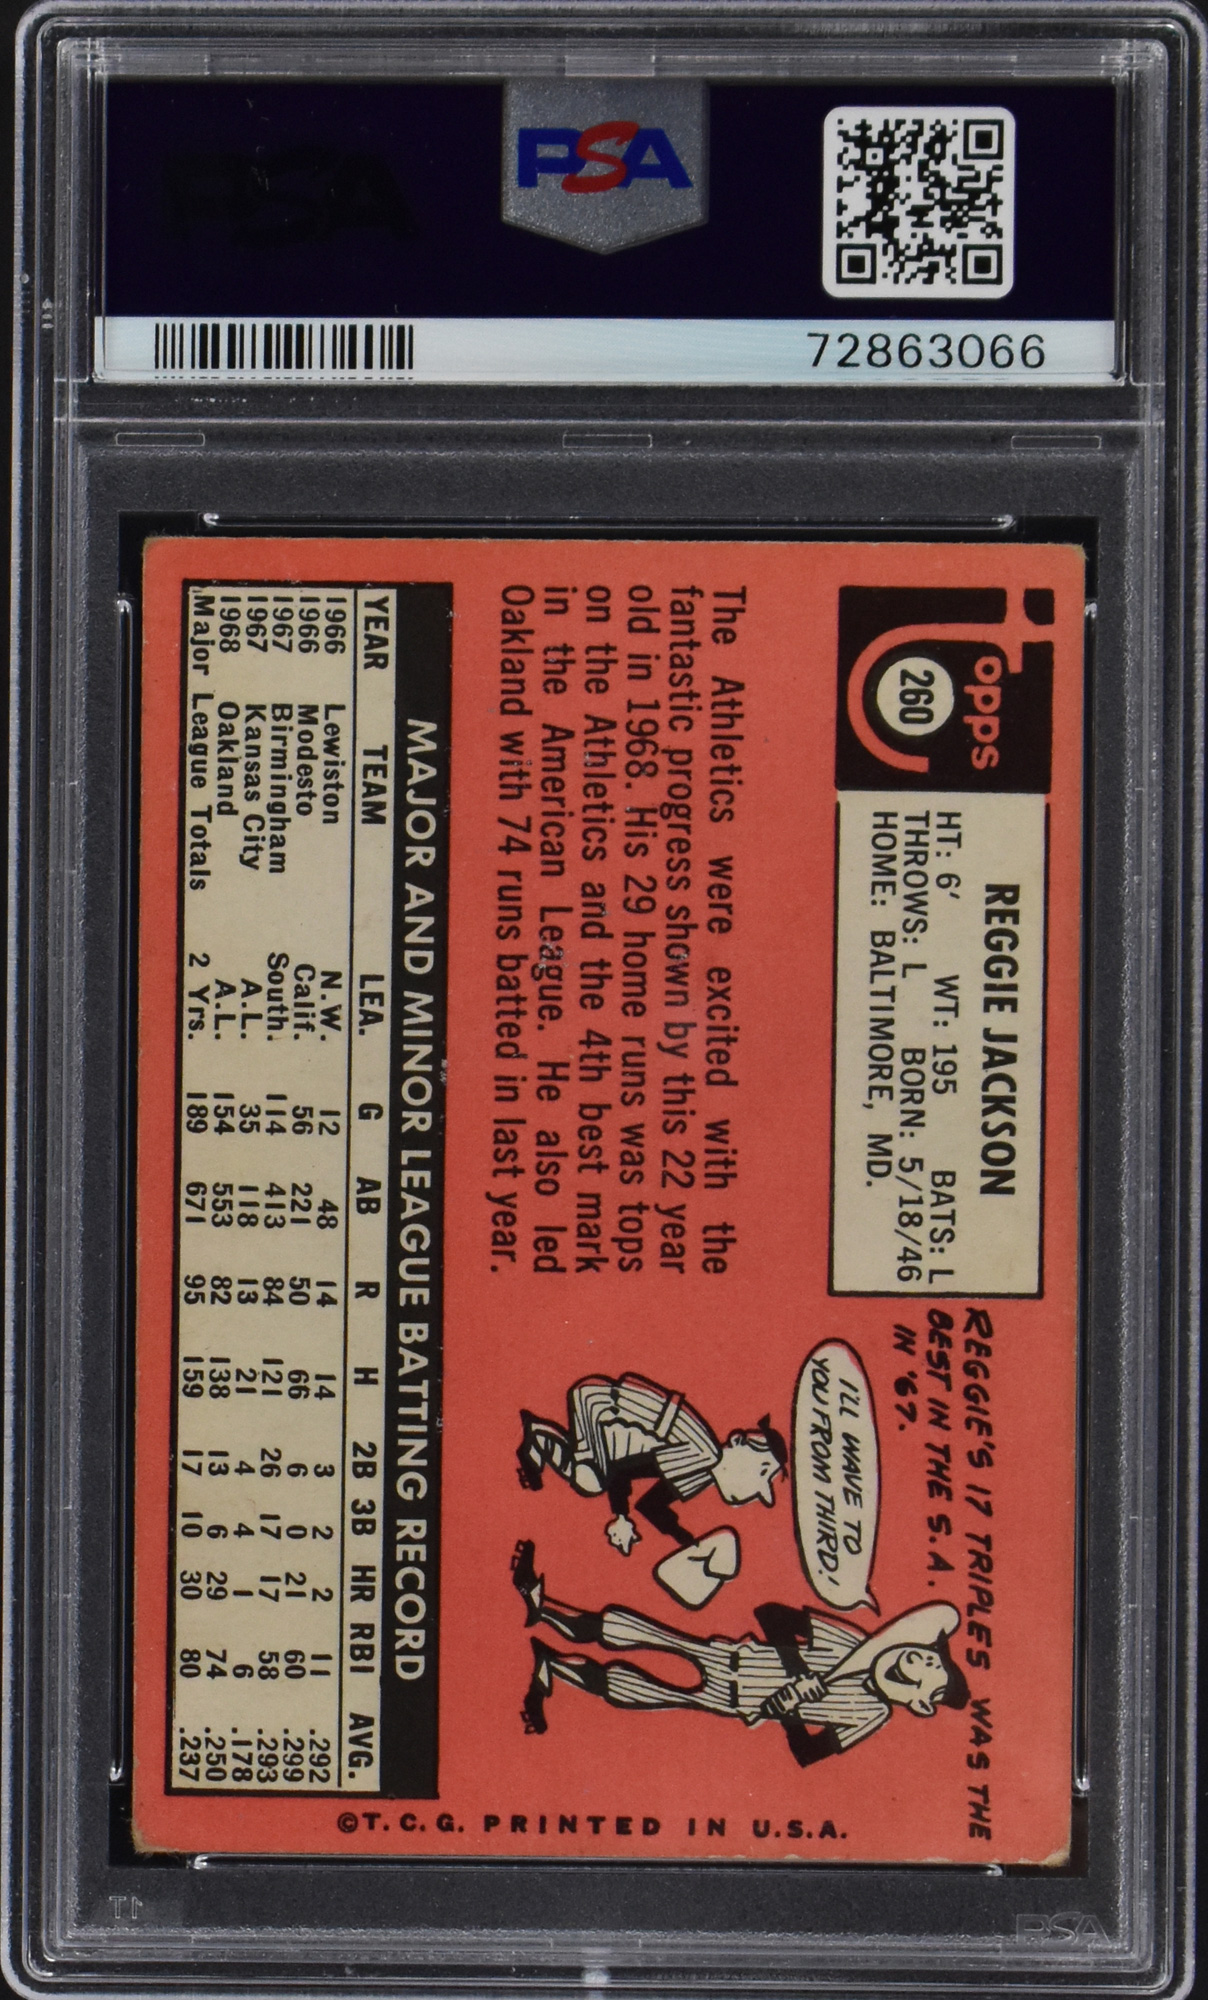 PSA
72863066
Topps
260
REGGIE JACKSON
HT: 6' WT: 195 BATS: L
THROWS: L BORN: 5/18/46
HOME: BALTIMORE, MD.
REGGIE'S 17 TRIPLES WAS THE
BEST IN THE S.A.
IN '67.
I'LL WAVE TO
YOU FROM THIRD!
The Athletics were excited with the
fantastic progress shown by this 22 year
old in 1968. His 29 home runs was tops
on the Athletics and the 4th best mark
in the American League. He also led
Oakland with 74 runs batted in last year.
MAJOR AND MINOR LEAGUE BATTING RECORD
YEAR TEAM LEA. G AB R H 2B 3B HR RBI AVG.
1966 Lewiston N.W. 12 48 14 14 3 2 2 11 .292
1966 Modesto Calif. 56 221 50 66 6 0 21 60 .299
1967 Birmingham South. 114 413 84 121 26 17 17 58 .293
1967 Kansas City A.L. 35 118 13 21 4 4 1 6 .178
1968 Oakland A.L. 154 553 82 138 13 6 29 74 .250
Major League Totals 2 Yrs. 189 671 95 159 17 10 30 80 .237
©T.C.G. PRINTED IN U.S.A.
PSA